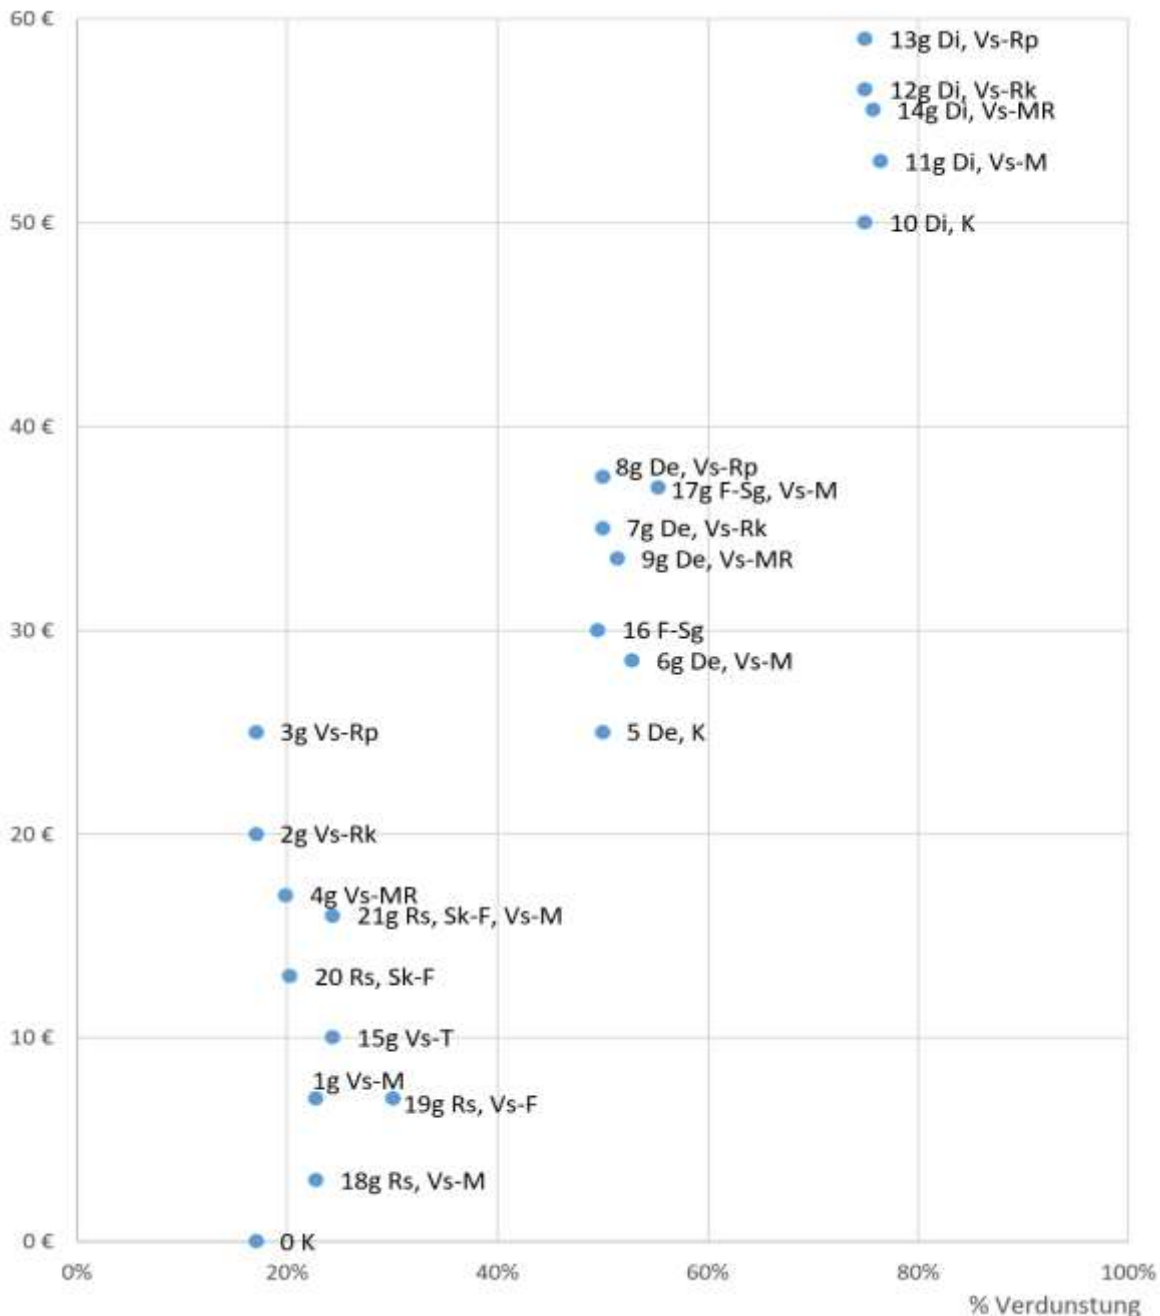 60 €
13g Di, Vs-Rp
12g Di, Vs-Rk
14g Di, Vs-MR
11g Di, Vs-M
50 €
10 Di, K
40 €
8g De, Vs-Rp
17g F-Sg, Vs-M
7g De, Vs-Rk
9g De, Vs-MR
30 €
16 F-Sg
6g De, Vs-M
3g Vs-Rp
5 De, K
20 €
2g Vs-Rk
4g Vs-MR
21g Rs, Sk-F, Vs-M
20 Rs, Sk-F
10 €
15g Vs-T
1g Vs-M
19g Rs, Vs-F
18g Rs, Vs-M
0 €
0 K
0% 20% 40% 60% 80% 100%
% Verdunstung